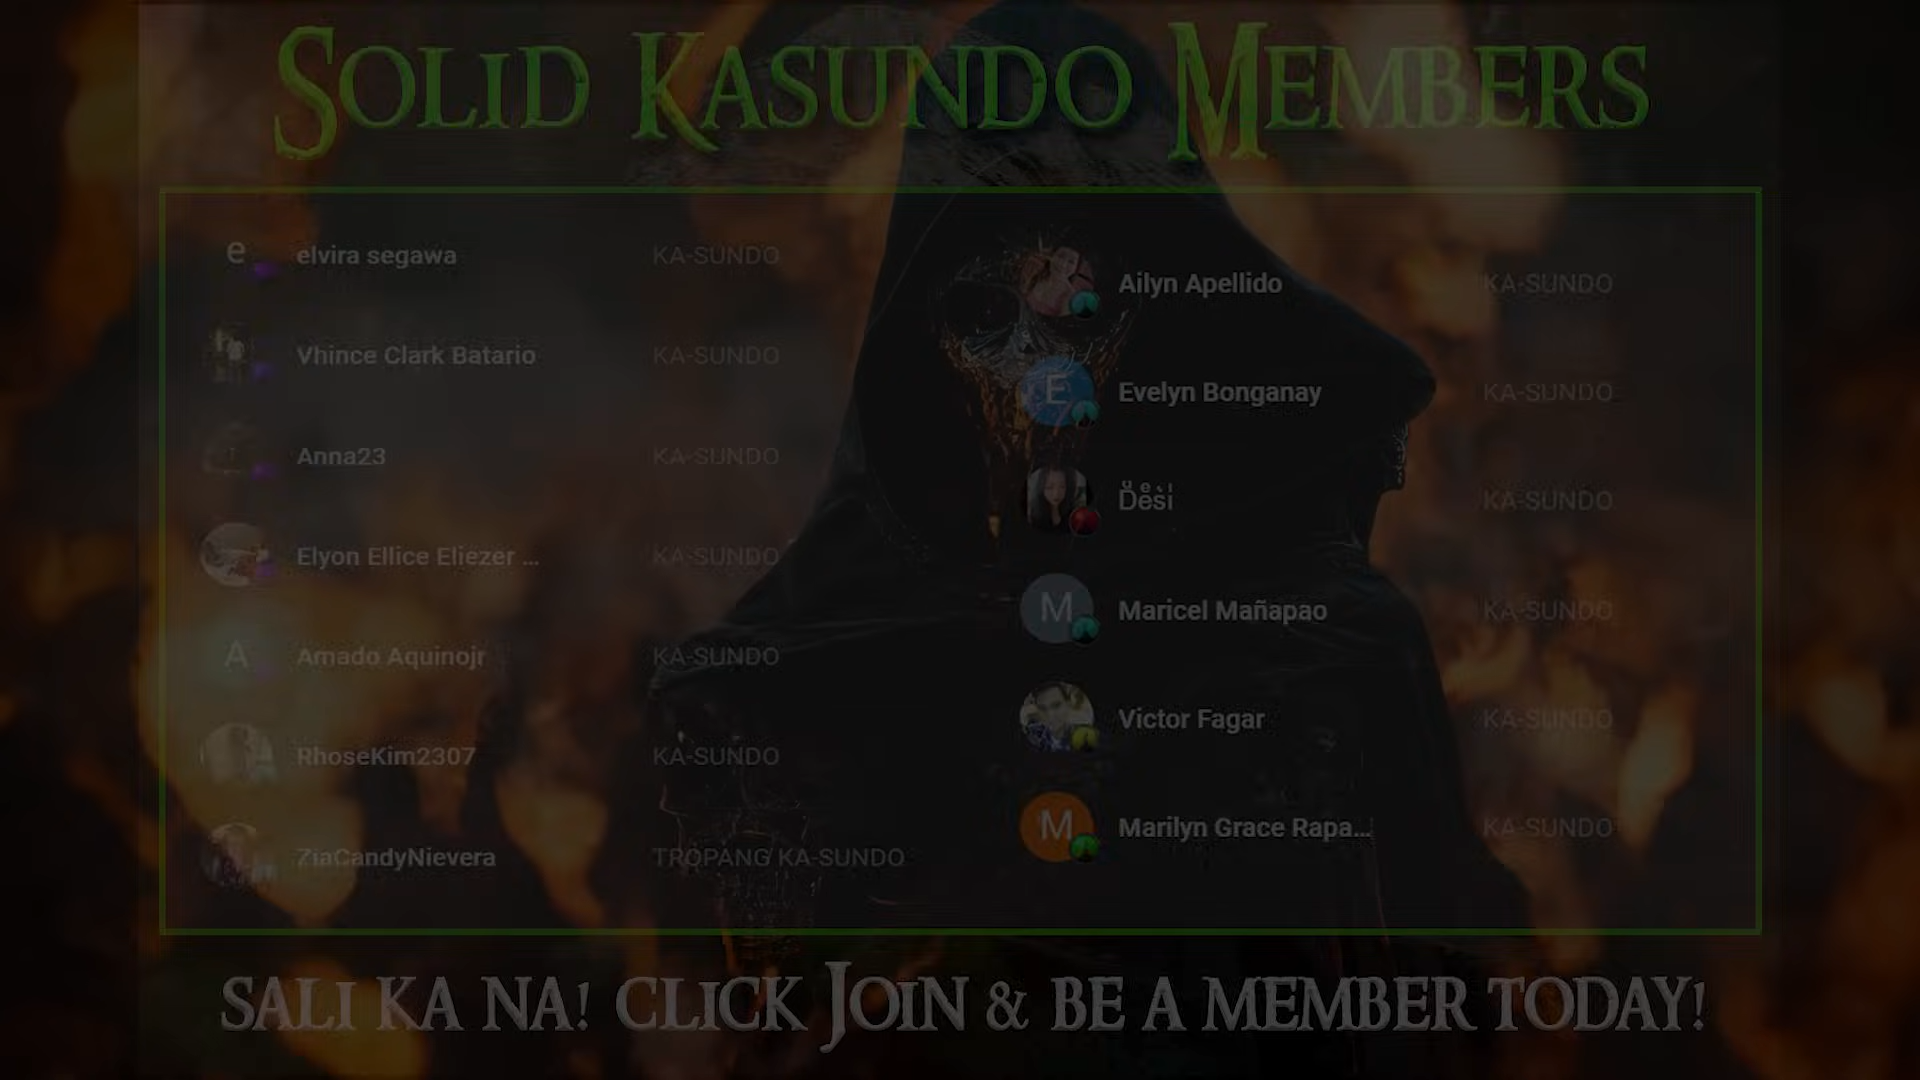 SOLID KASUNDO MEMBERS
e elvira segawa KA-SUNDO
Vhince Clark Batario KA-SUNDO
Anna23 KA-SUNDO
Elyon Ellice Eliezer ... KA-SUNDO
A Amado Aquinojr KA-SUNDO
RhoseKim2307 KA-SUNDO
ZiaCandyNievera TROPANG KA-SUNDO
Ailyn Apellido KA-SUNDO
E Evelyn Bonganay KA-SUNDO
Dͧeͤsͥi KA-SUNDO
M Maricel Mañapao KA-SUNDO
Victor Fagar KA-SUNDO
M Marilyn Grace Rapa... KA-SUNDO
SALI KA NA! CLICK JOIN & BE A MEMBER TODAY!